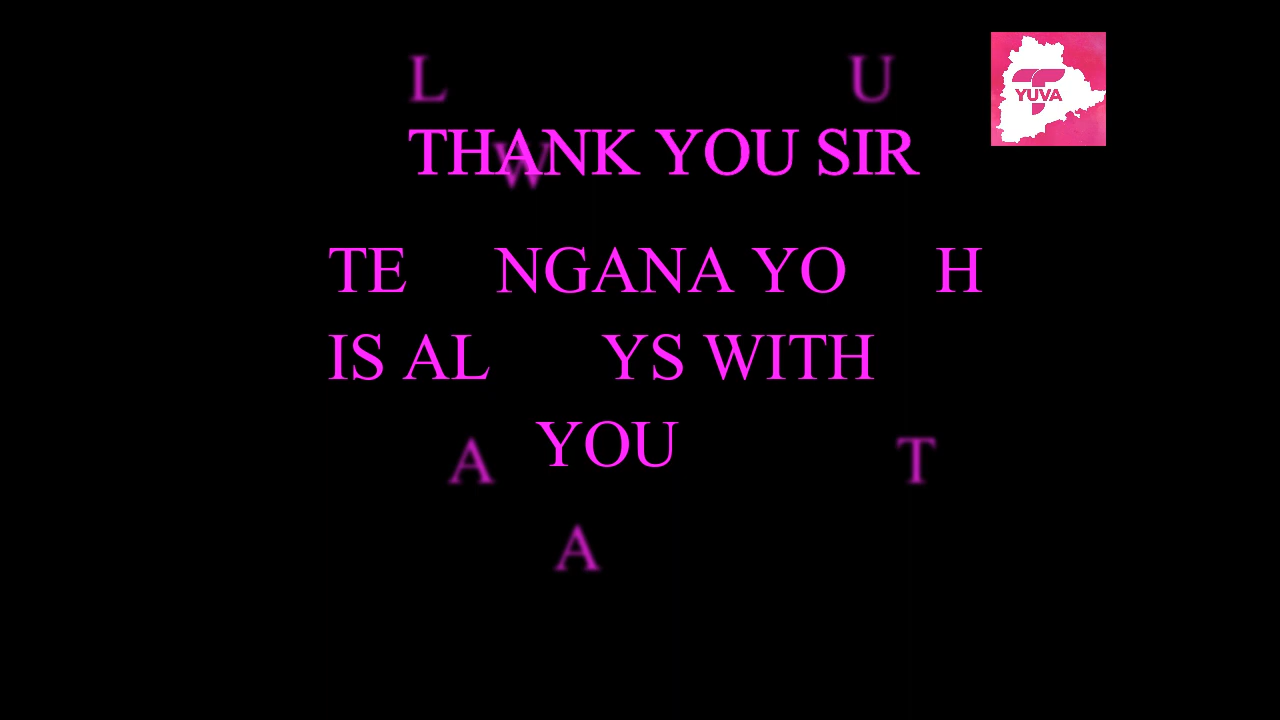 L U
YUVA
THANK YOU SIR
W
TE NGANA YO H
IS AL YS WITH
YOU
A T
A